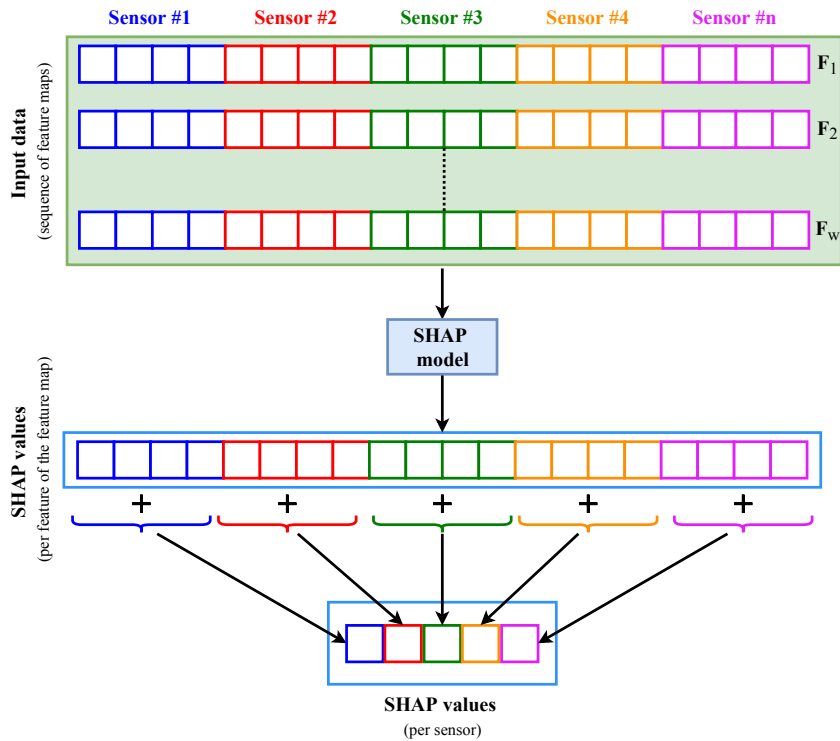 Sensor #1 Sensor #2 Sensor #3 Sensor #4 Sensor #n
Input data
(sequence of feature maps)
F1
F2
Fw
SHAP
model
SHAP values
(per feature of the feature map)
+ + + + +
SHAP values
(per sensor)